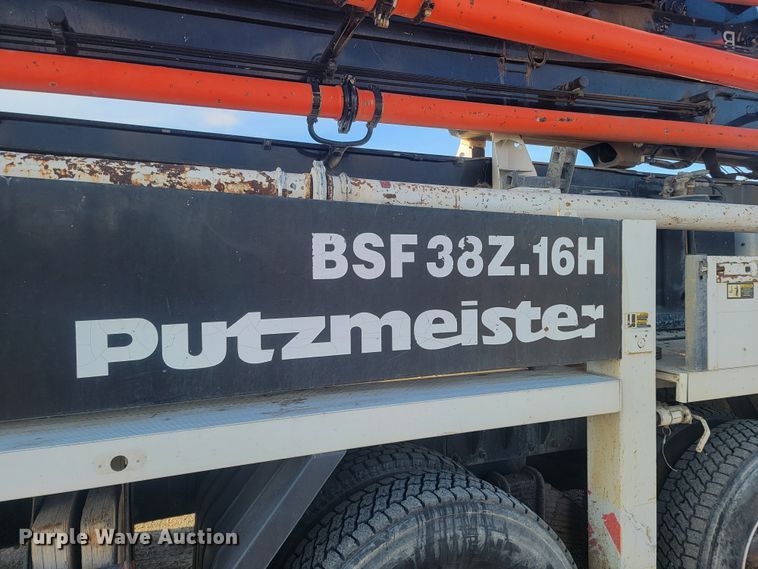 BSF 38Z.16H
Putzmeister
Purple Wave Auction